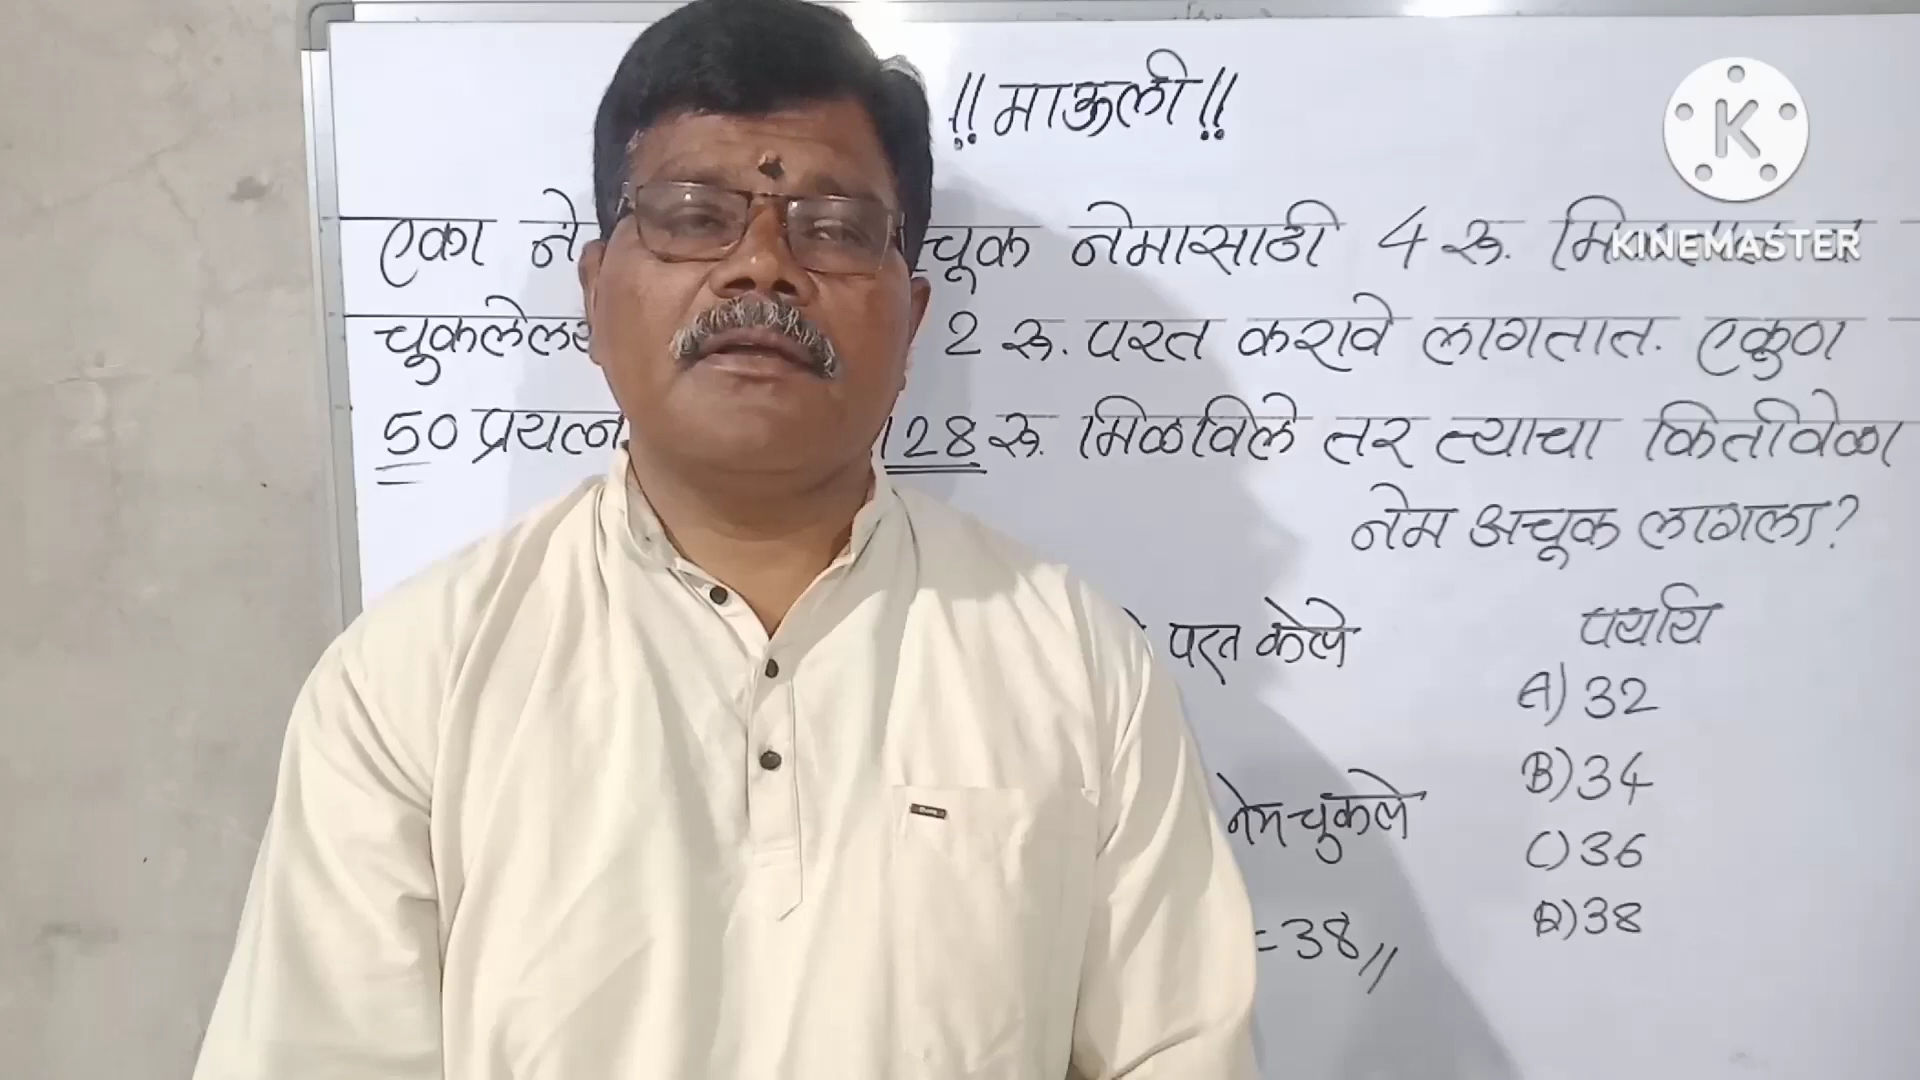 !! माऊली !!
एका चूक नेमासाठी 4 रू.
2 रू. परत करावे लागतात. एकुण
50 प्रयत्न 128 रू. मिळविले तर त्याचा कितीवेळा
नेम अचूक लागला?
परत केले
पर्याय
A) 32
B) 34
नेम चुकले
C) 36
D) 38
= 38 //
K
KINEMASTER